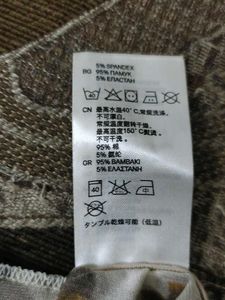 5% SPANDEX
BG 95% ПАМУК
5% ЕЛАСТАН
40
CN 最高水温40℃,常规洗涤,
不可漂白,
常规温度翻转干燥,
最高温度150℃熨烫,
不可干洗。
95% 棉
5% 氨纶
GR 95% ΒΑΜΒΑΚΙ
5% ΕΛΑΣΤΑΝΗ
40
中
タンブル乾燥可能(低温)